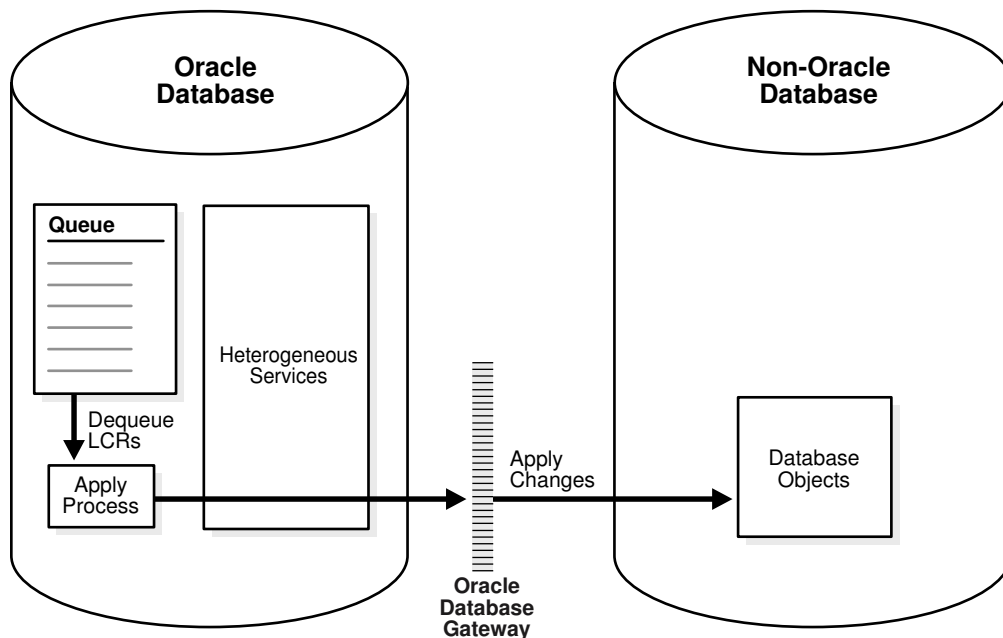 Oracle
Database
Non-Oracle
Database
Queue
Heterogeneous
Services
Dequeue
LCRs
Apply
Process
Apply
Changes
Database
Objects
Oracle
Database
Gateway